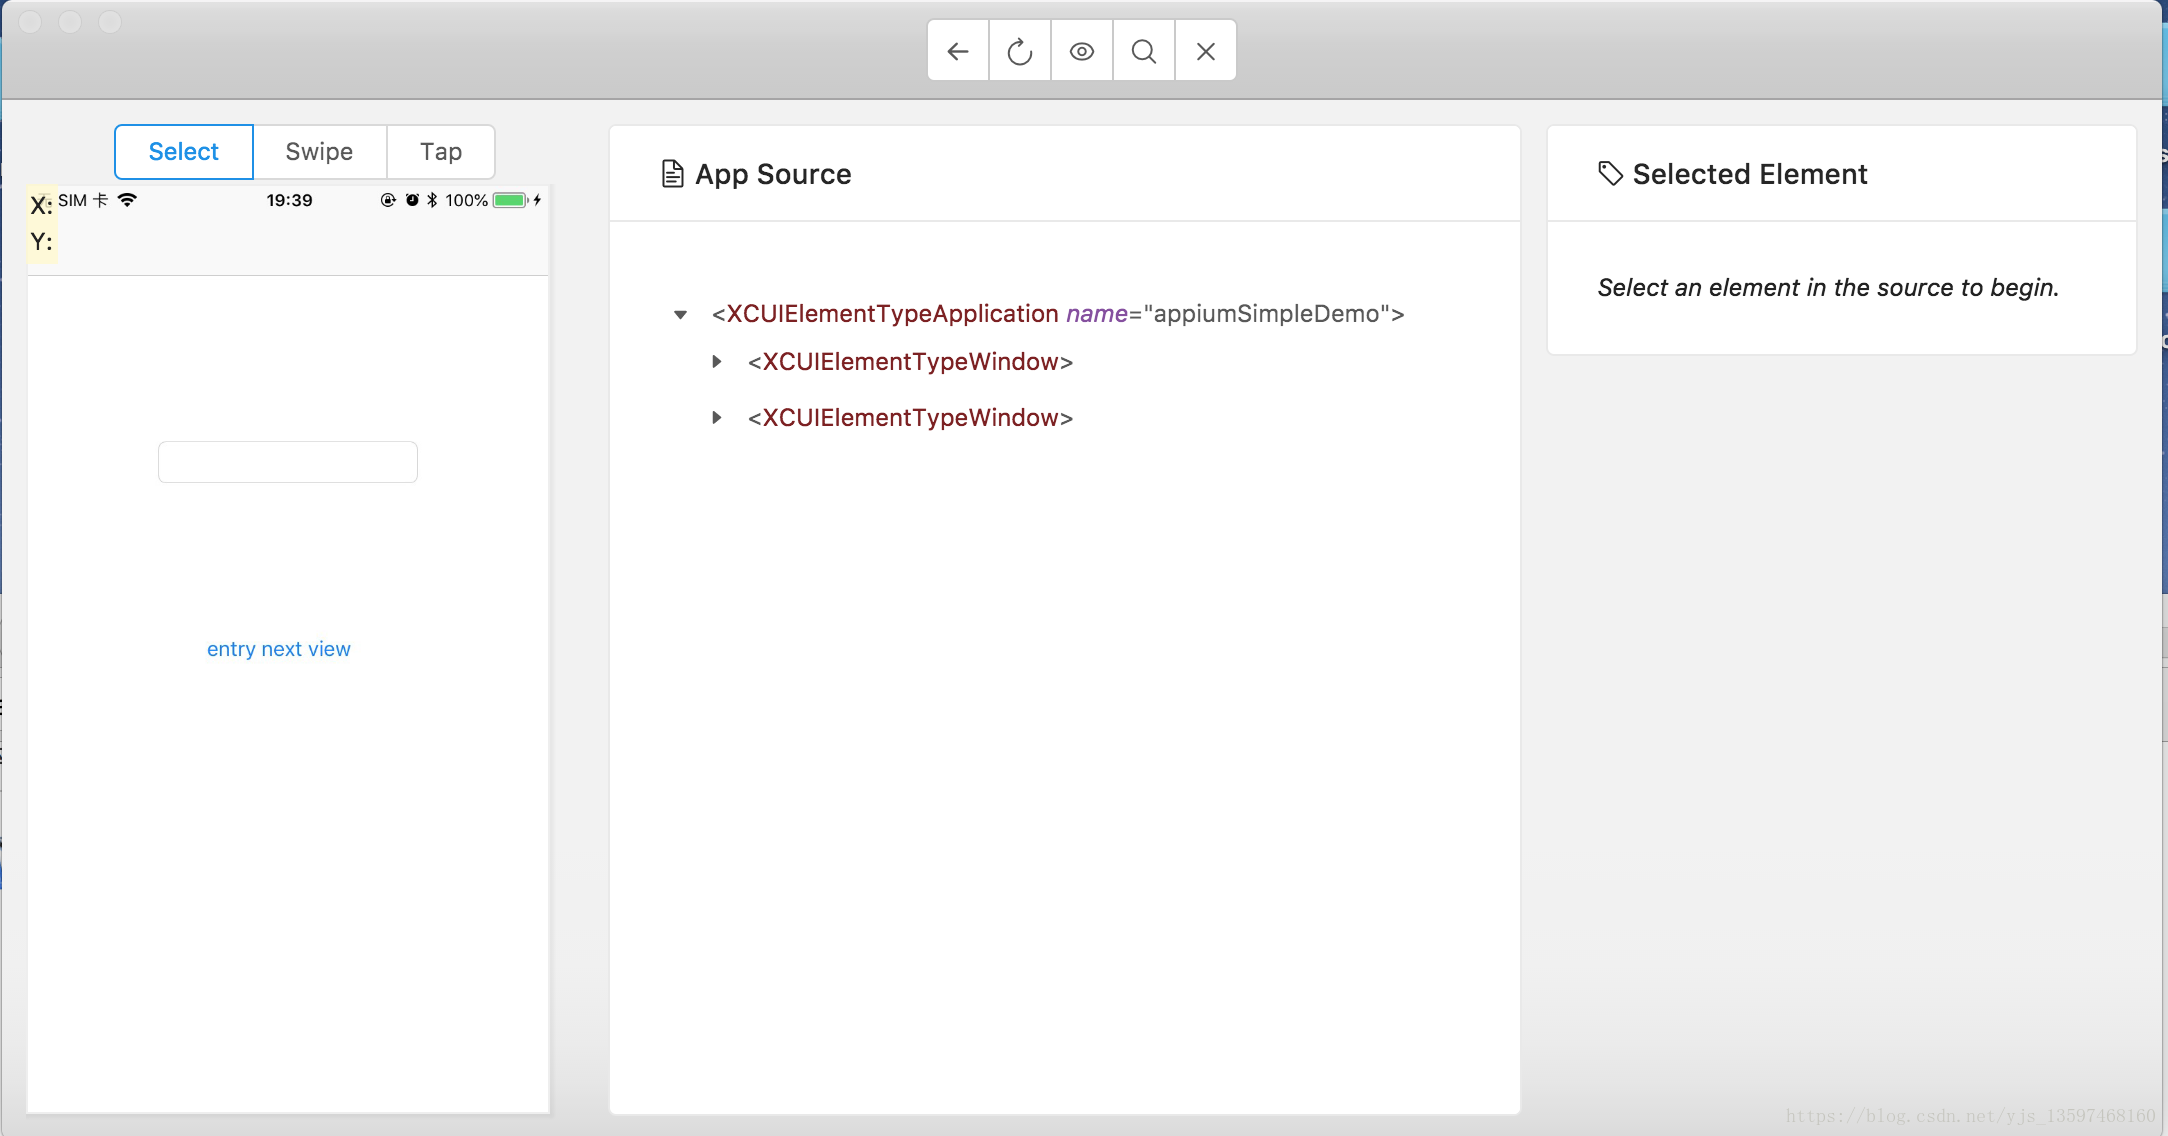 Select
Swipe
Tap
X:
SIM 卡
19:39
100%
Y:
entry next view
App Source
<XCUIElementTypeApplication name="appiumSimpleDemo">
<XCUIElementTypeWindow>
<XCUIElementTypeWindow>
Selected Element
Select an element in the source to begin.
https://blog.csdn.net/yjs_13597468160